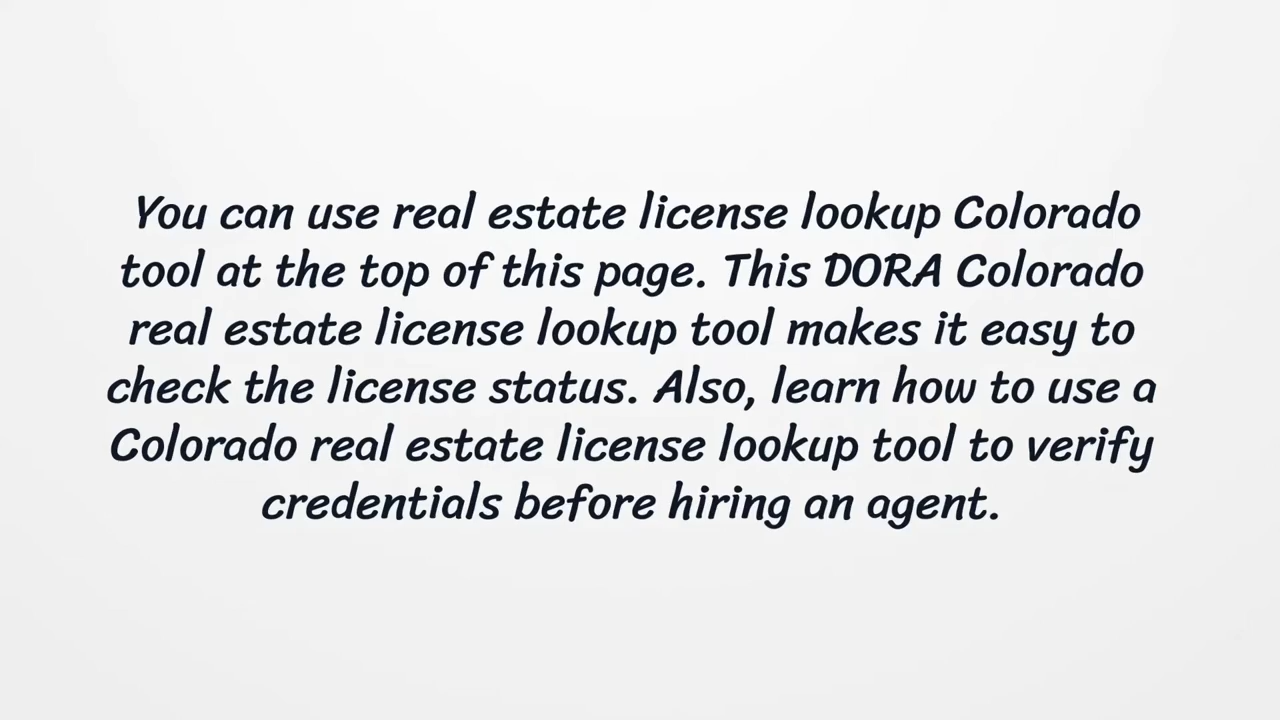 You can use real estate license lookup Colorado
tool at the top of this page. This DORA Colorado
real estate license lookup tool makes it easy to
check the license status. Also, learn how to use a
Colorado real estate license lookup tool to verify
credentials before hiring an agent.